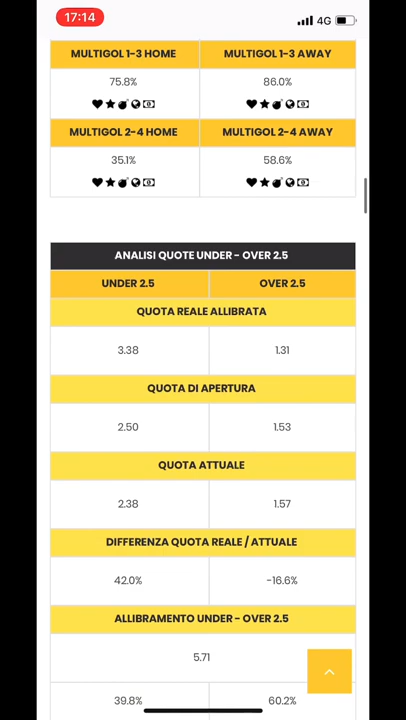 17:14
4G
MULTIGOL 1-3 HOME MULTIGOL 1-3 AWAY
75.8% 86.0%
MULTIGOL 2-4 HOME MULTIGOL 2-4 AWAY
35.1% 58.6%
ANALISI QUOTE UNDER - OVER 2.5
UNDER 2.5 OVER 2.5
QUOTA REALE ALLIBRATA
3.38 1.31
QUOTA DI APERTURA
2.50 1.53
QUOTA ATTUALE
2.38 1.57
DIFFERENZA QUOTA REALE / ATTUALE
42.0% -16.6%
ALLIBRAMENTO UNDER - OVER 2.5
5.71
39.8% 60.2%